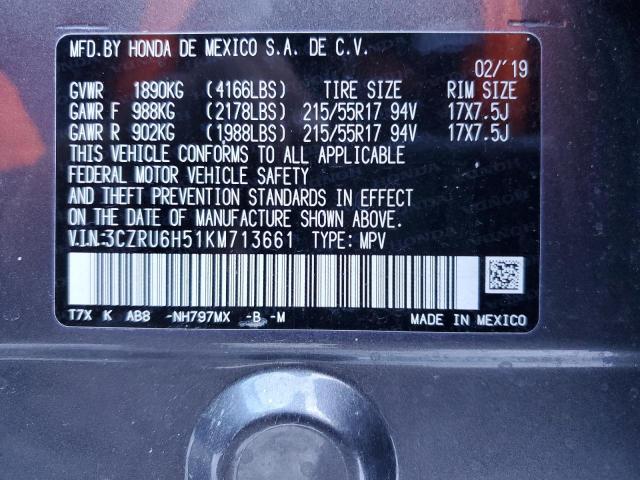 MFD.BY HONDA DE MEXICO S.A. DE C.V.
02/'19
GVWR 1890KG (4166LBS) TIRE SIZE RIM SIZE
GAWR F 988KG (2178LBS) 215/55R17 94V 17X7.5J
GAWR R 902KG (1988LBS) 215/55R17 94V 17X7.5J
THIS VEHICLE CONFORMS TO ALL APPLICABLE
FEDERAL MOTOR VEHICLE SAFETY
AND THEFT PREVENTION STANDARDS IN EFFECT
ON THE DATE OF MANUFACTURE SHOWN ABOVE.
V.I.N:3CZRU6H51KM713661 TYPE: MPV
T7X K AB8 -NH797MX -B -M MADE IN MEXICO